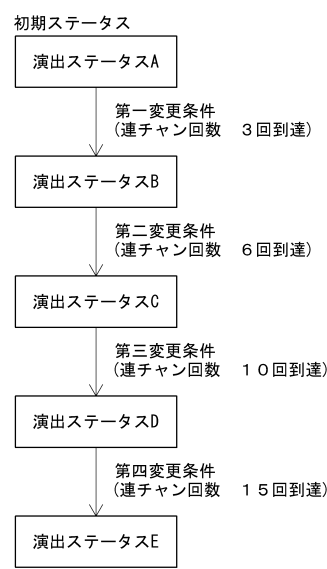 初期ステータス
演出ステータスA
第一変更条件
(連チャン回数　３回到達)
演出ステータスB
第二変更条件
(連チャン回数　６回到達)
演出ステータスC
第三変更条件
(連チャン回数　１０回到達)
演出ステータスD
第四変更条件
(連チャン回数　１５回到達)
演出ステータスE